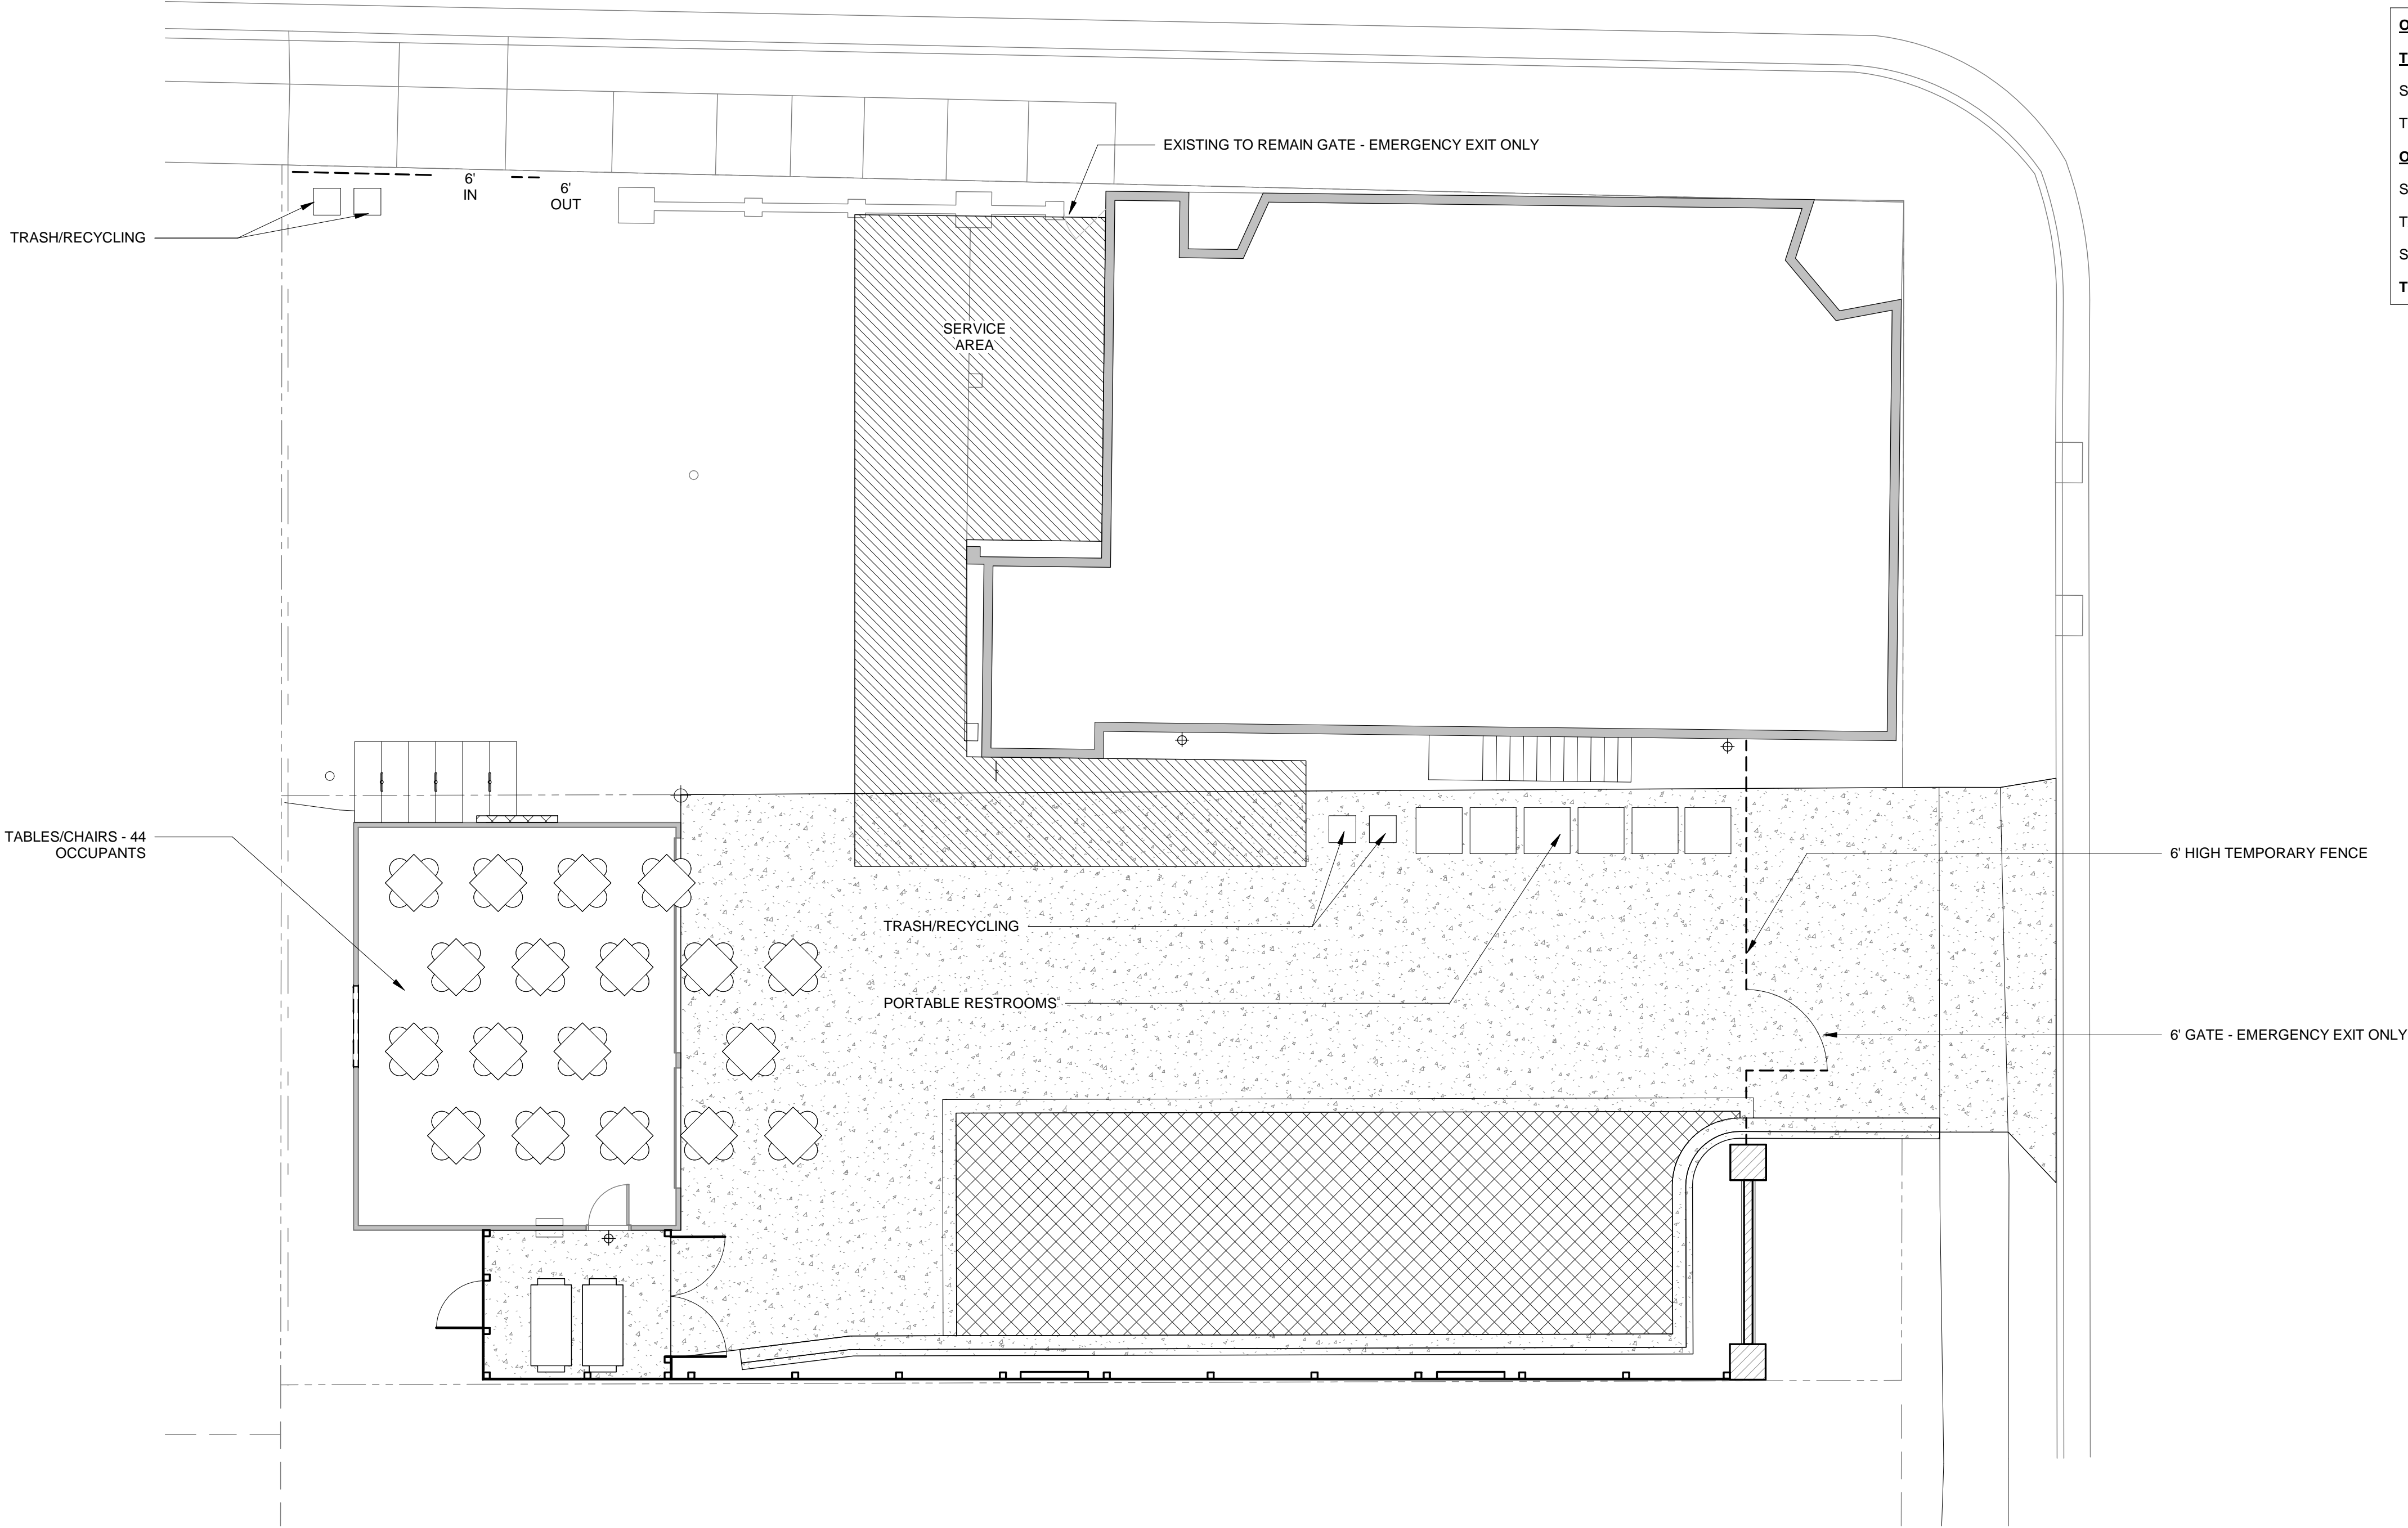 EXISTING TO REMAIN GATE - EMERGENCY EXIT ONLY
6'
IN
6'
OUT
TRASH/RECYCLING
SERVICE
AREA
TABLES/CHAIRS - 44
OCCUPANTS
6' HIGH TEMPORARY FENCE
TRASH/RECYCLING
PORTABLE RESTROOMS
6' GATE - EMERGENCY EXIT ONLY
O
T
S
T
O
S
T
S
T